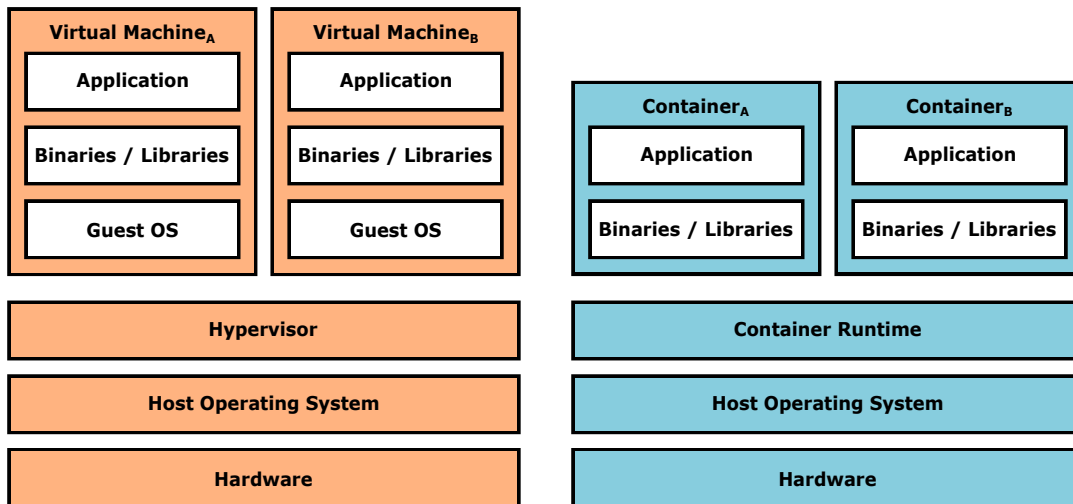 Virtual MachineA
Application
Binaries / Libraries
Guest OS
Virtual MachineB
Application
Binaries / Libraries
Guest OS
Hypervisor
Host Operating System
Hardware
ContainerA
Application
Binaries / Libraries
ContainerB
Application
Binaries / Libraries
Container Runtime
Host Operating System
Hardware